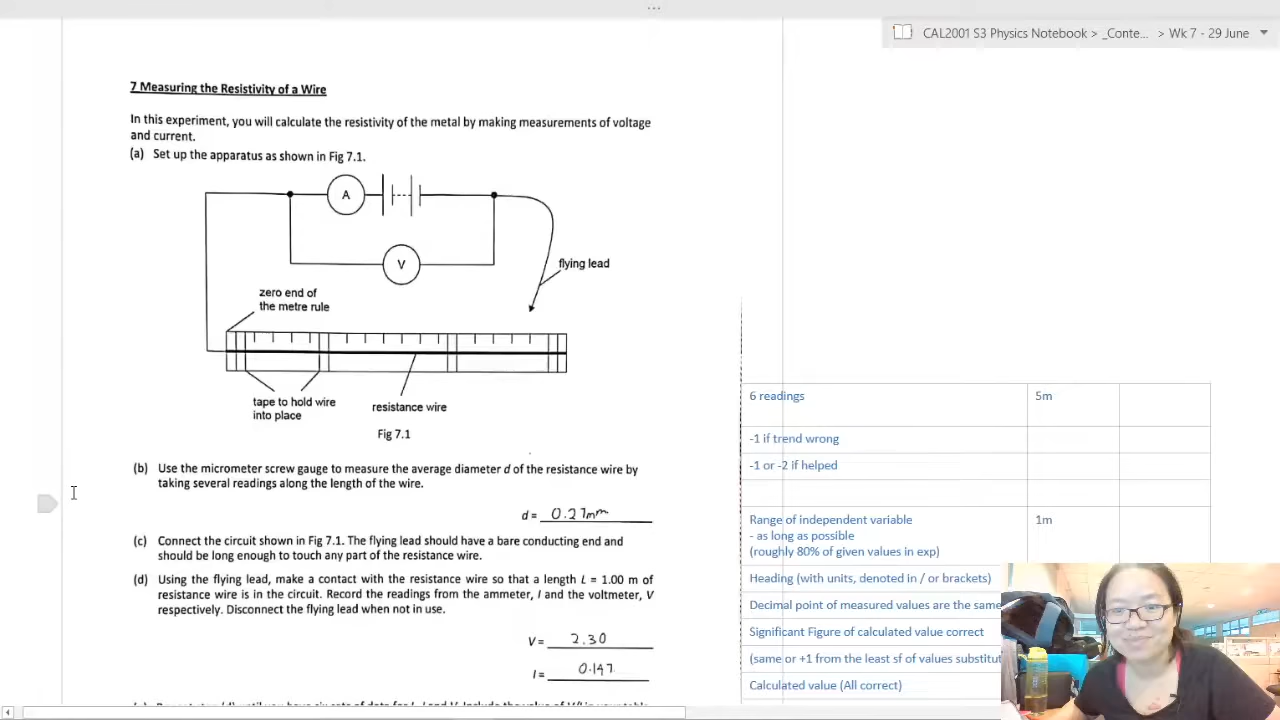 ...
CAL2001 S3 Physics Notebook > _Conte... > Wk 7 - 29 June
7 Measuring the Resistivity of a Wire
In this experiment, you will calculate the resistivity of the metal by making measurements of voltage
and current.
(a) Set up the apparatus as shown in Fig 7.1.
A
V
flying lead
zero end of
the metre rule
tape to hold wire
into place
resistance wire
Fig 7.1
(b) Use the micrometer screw gauge to measure the average diameter d of the resistance wire by
taking several readings along the length of the wire.
d = 0.27mm
(c) Connect the circuit shown in Fig 7.1. The flying lead should have a bare conducting end and
should be long enough to touch any part of the resistance wire.
(d) Using the flying lead, make a contact with the resistance wire so that a length L = 1.00 m of
resistance wire is in the circuit. Record the readings from the ammeter, I and the voltmeter, V
respectively. Disconnect the flying lead when not in use.
V = 2.30
I = 0.147
6 readings 5m
-1 if trend wrong
-1 or -2 if helped
Range of independent variable 1m
- as long as possible
(roughly 80% of given values in exp)
Heading (with units, denoted in / or brackets)
Decimal point of measured values are the same
Significant Figure of calculated value correct
(same or +1 from the least sf of values substitut
Calculated value (All correct)